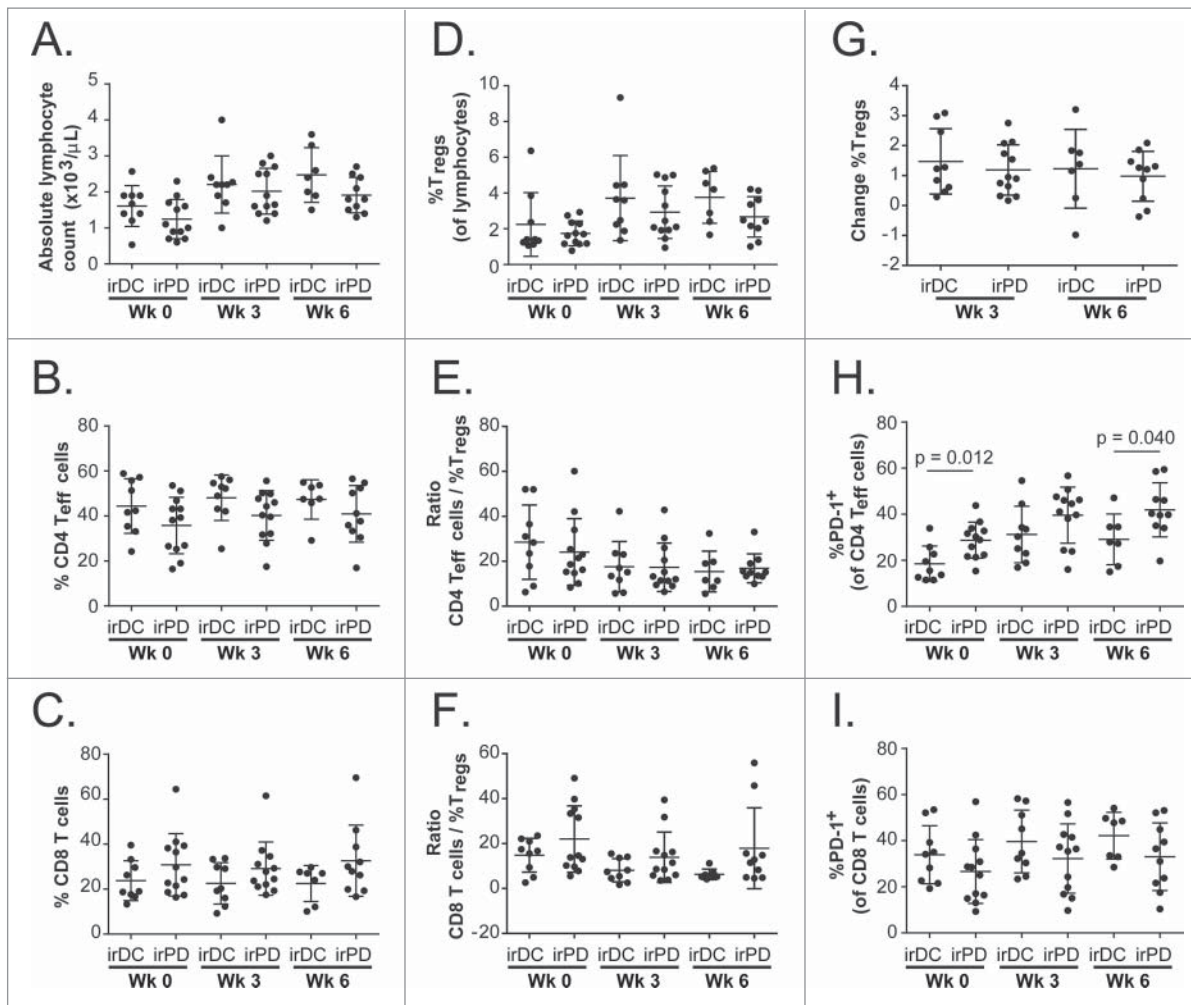 A.
Absolute lymphocyte
count (x10³/µL)
5
4
3
2
1
0
irDC irPD irDC irPD irDC irPD
Wk 0 Wk 3 Wk 6
D.
%Tregs
(of lymphocytes)
10
8
6
4
2
0
irDC irPD irDC irPD irDC irPD
Wk 0 Wk 3 Wk 6
G.
Change %Tregs
4
3
2
1
0
-1
-2
irDC irPD irDC irPD
Wk 3 Wk 6
B.
% CD4 Teff cells
80
60
40
20
0
irDC irPD irDC irPD irDC irPD
Wk 0 Wk 3 Wk 6
E.
Ratio
CD4 Teff cells / %Tregs
80
60
40
20
0
irDC irPD irDC irPD irDC irPD
Wk 0 Wk 3 Wk 6
H.
%PD-1⁺
(of CD4 Teff cells)
80
60
40
20
0
p = 0.012
p = 0.040
irDC irPD irDC irPD irDC irPD
Wk 0 Wk 3 Wk 6
C.
% CD8 T cells
80
60
40
20
0
irDC irPD irDC irPD irDC irPD
Wk 0 Wk 3 Wk 6
F.
Ratio
CD8 T cells / %Tregs
60
40
20
0
-20
irDC irPD irDC irPD irDC irPD
Wk 0 Wk 3 Wk 6
I.
%PD-1⁺
(of CD8 T cells)
80
60
40
20
0
irDC irPD irDC irPD irDC irPD
Wk 0 Wk 3 Wk 6